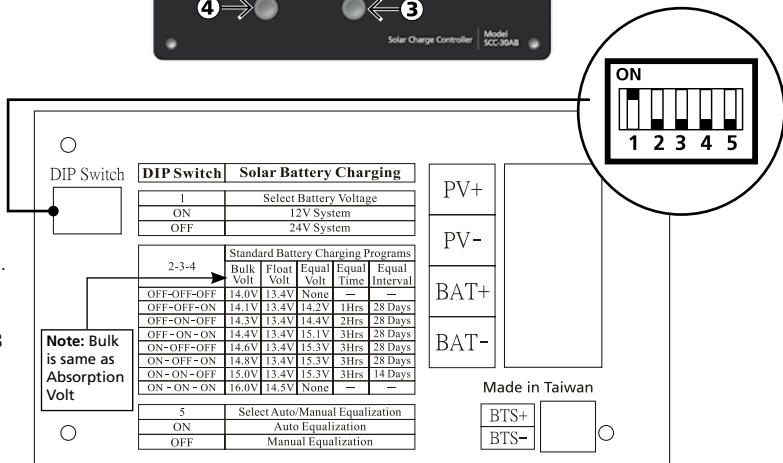 4
3
Solar Charge Controller
Model
SCC-30AB
ON
1 2 3 4 5
DIP Switch
DIP Switch Solar Battery Charging
1 Select Battery Voltage
ON 12V System
OFF 24V System
2-3-4 Standard Battery Charging Programs
Bulk Volt Float Volt Equal Volt Equal Time Equal Interval
OFF-OFF-OFF 14.0V 13.4V None — —
OFF-OFF-ON 14.1V 13.4V 14.2V 1Hrs 28 Days
OFF-ON-OFF 14.3V 13.4V 14.4V 2Hrs 28 Days
OFF-ON-ON 14.4V 13.4V 15.1V 3Hrs 28 Days
ON-OFF-OFF 14.6V 13.4V 15.3V 3Hrs 28 Days
ON-OFF-ON 14.8V 13.4V 15.3V 3Hrs 28 Days
ON-ON-OFF 15.0V 13.4V 15.3V 3Hrs 14 Days
ON-ON-ON 16.0V 14.5V None — —
5 Select Auto/Manual Equalization
ON Auto Equalization
OFF Manual Equalization
Note: Bulk
is same as
Absorption
Volt
PV+
PV-
BAT+
BAT-
Made in Taiwan
BTS+
BTS-